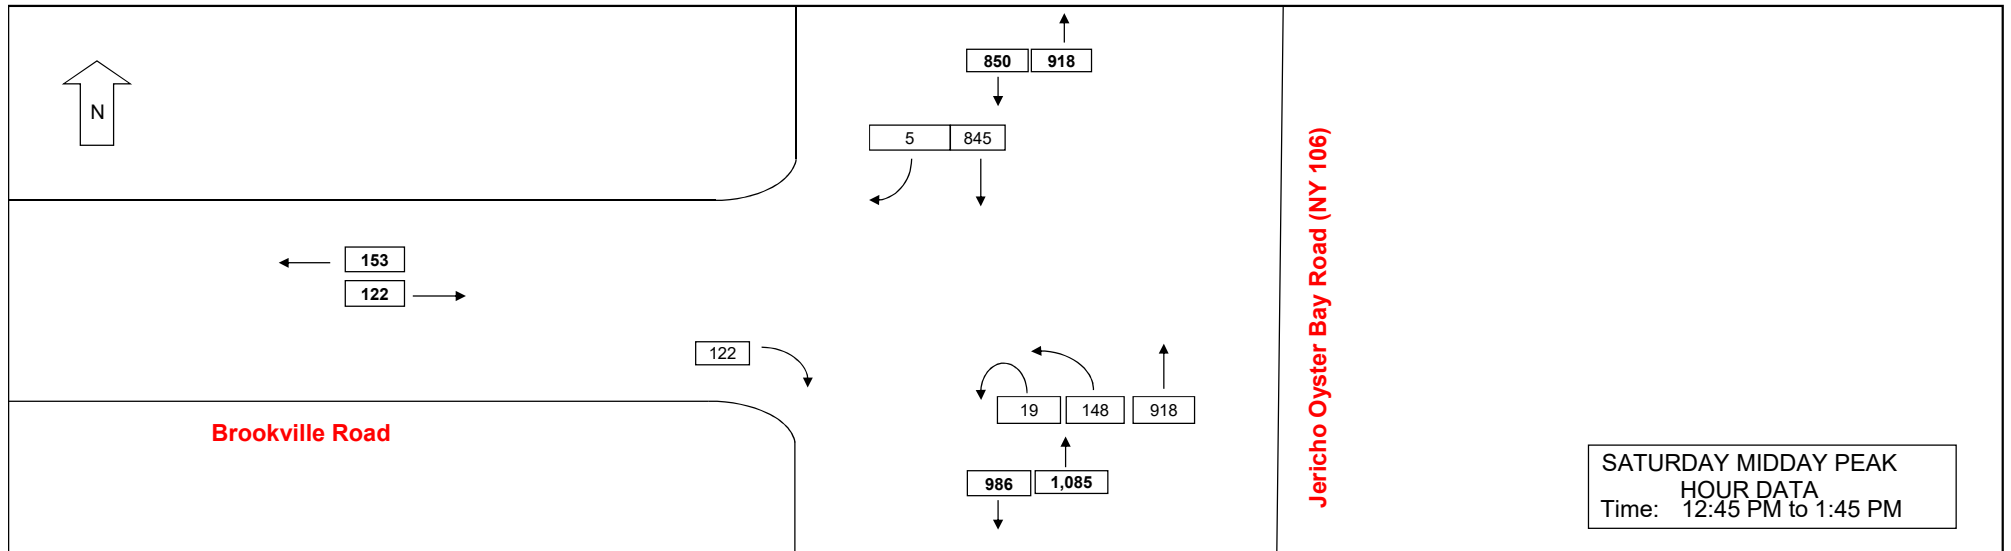 850 918
N
5 845
Jericho Oyster Bay Road (NY 106)
153
122
122
19 148 918
Brookville Road
986 1,085
SATURDAY MIDDAY PEAK
HOUR DATA
Time: 12:45 PM to 1:45 PM